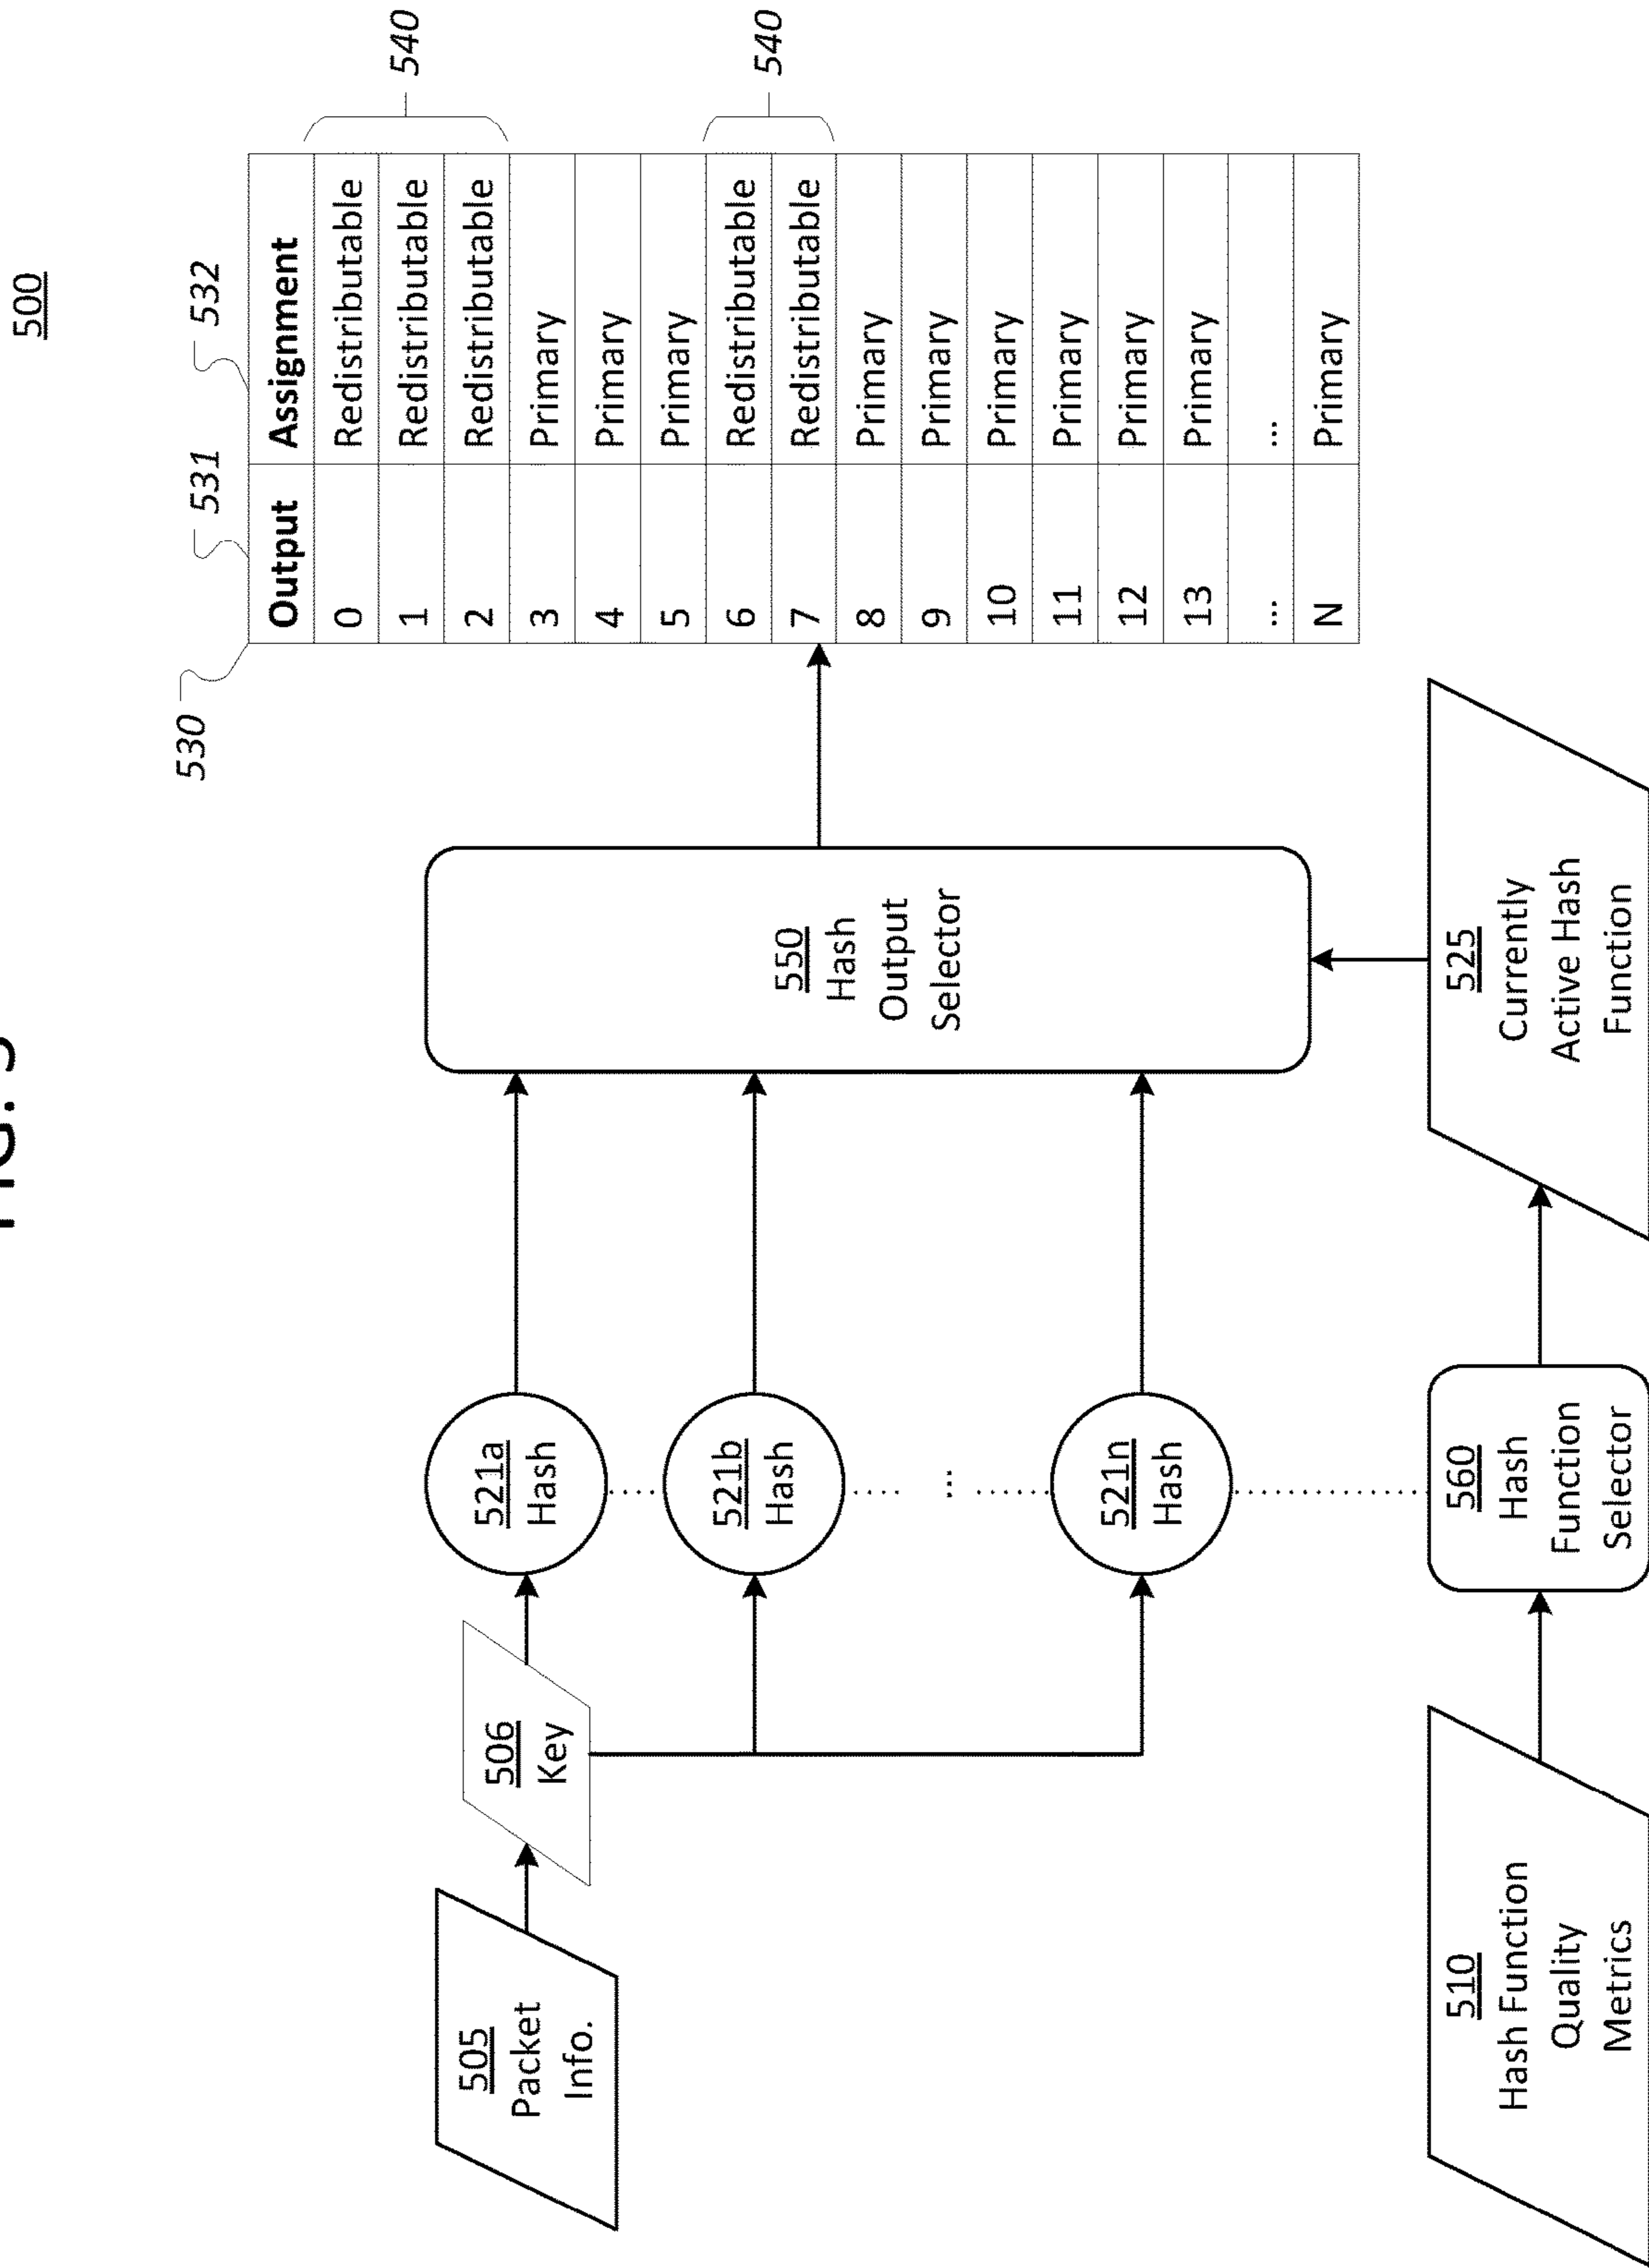 FIG. 5
500
505
Packet
Info.
506
Key
521a
Hash
521b
Hash
...
521n
Hash
550
Hash
Output
Selector
510
Hash Function
Quality
Metrics
560
Hash
Function
Selector
525
Currently
Active Hash
Function
530
531
532
Output Assignment
0 Redistributable
1 Redistributable
2 Redistributable
3 Primary
4 Primary
5 Primary
6 Redistributable
7 Redistributable
8 Primary
9 Primary
10 Primary
11 Primary
12 Primary
13 Primary
... ...
N Primary
540
540